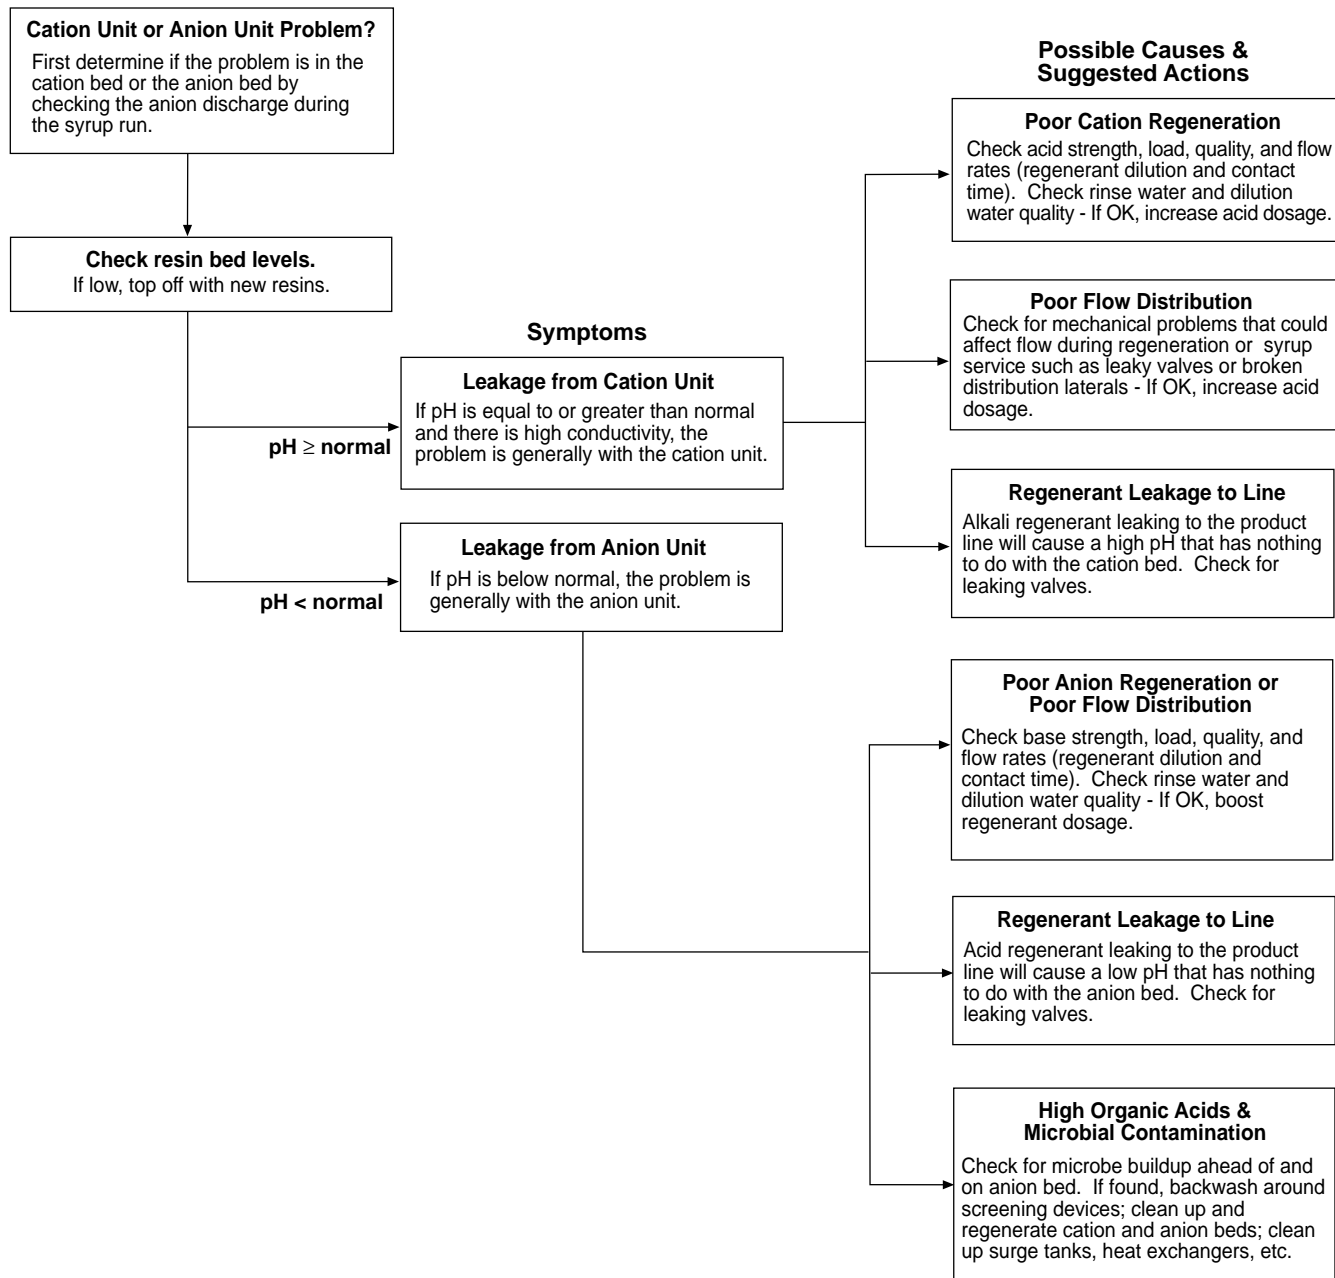 Cation Unit or Anion Unit Problem?
First determine if the problem is in the
cation bed or the anion bed by
checking the anion discharge during
the syrup run.
Check resin bed levels.
If low, top off with new resins.
Symptoms
pH ≥ normal
Leakage from Cation Unit
If pH is equal to or greater than normal
and there is high conductivity, the
problem is generally with the cation unit.
pH < normal
Leakage from Anion Unit
If pH is below normal, the problem is
generally with the anion unit.
Possible Causes &
Suggested Actions
Poor Cation Regeneration
Check acid strength, load, quality, and flow
rates (regenerant dilution and contact
time). Check rinse water and dilution
water quality - If OK, increase acid dosage.
Poor Flow Distribution
Check for mechanical problems that could
affect flow during regeneration or syrup
service such as leaky valves or broken
distribution laterals - If OK, increase acid
dosage.
Regenerant Leakage to Line
Alkali regenerant leaking to the product
line will cause a high pH that has nothing
to do with the cation bed. Check for
leaking valves.
Poor Anion Regeneration or
Poor Flow Distribution
Check base strength, load, quality, and
flow rates (regenerant dilution and
contact time). Check rinse water and
dilution water quality - If OK, boost
regenerant dosage.
Regenerant Leakage to Line
Acid regenerant leaking to the product
line will cause a low pH that has nothing
to do with the anion bed. Check for
leaking valves.
High Organic Acids &
Microbial Contamination
Check for microbe buildup ahead of and
on anion bed. If found, backwash around
screening devices; clean up and
regenerate cation and anion beds; clean
up surge tanks, heat exchangers, etc.